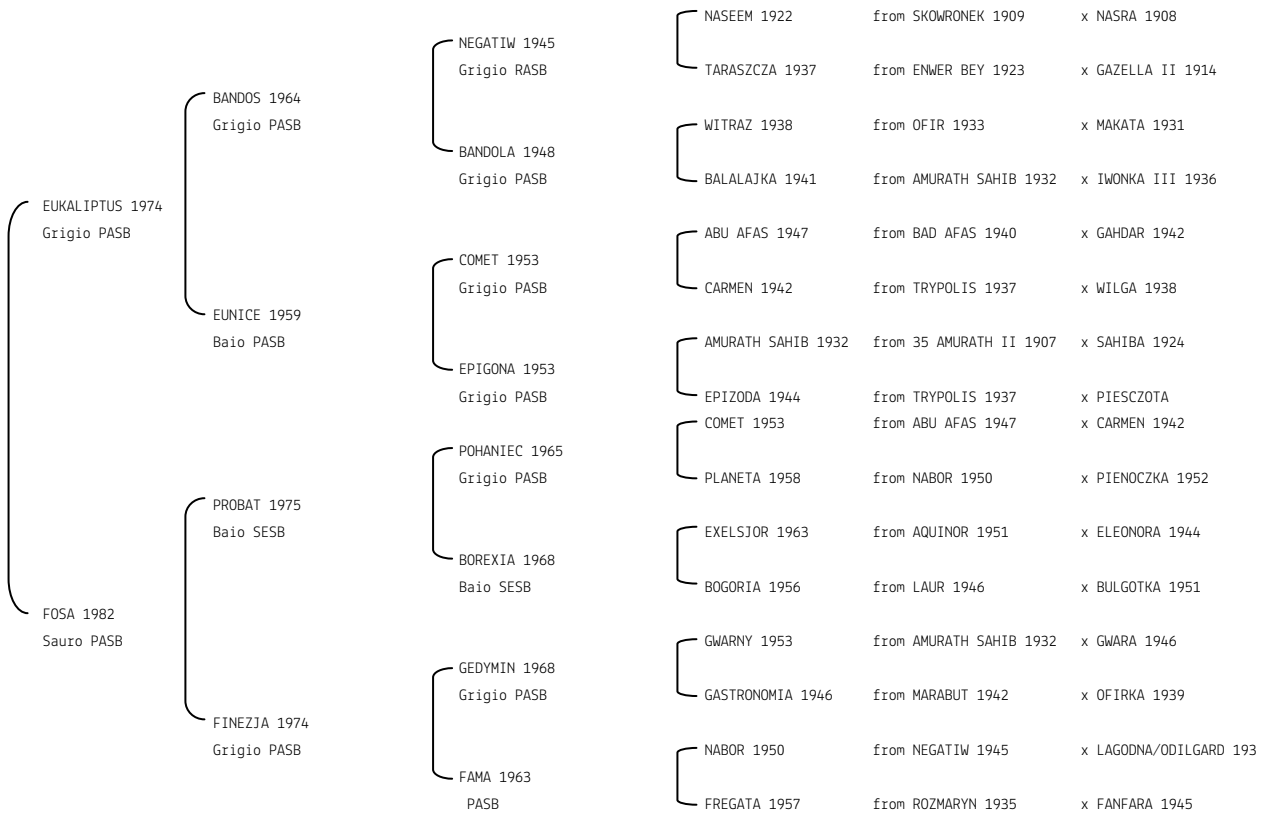 NASEEM 1922 from SKOWRONEK 1909 x NASRA 1908
NEGATIW 1945
Grigio RASB
TARASZCZA 1937 from ENWER BEY 1923 x GAZELLA II 1914
BANDOS 1964
Grigio PASB
WITRAZ 1938 from OFIR 1933 x MAKATA 1931
BANDOLA 1948
Grigio PASB
BALALAJKA 1941 from AMURATH SAHIB 1932 x IWONKA III 1936
EUKALIPTUS 1974
Grigio PASB
ABU AFAS 1947 from BAD AFAS 1940 x GAHDAR 1942
COMET 1953
Grigio PASB
CARMEN 1942 from TRYPOLIS 1937 x WILGA 1938
EUNICE 1959
Baio PASB
AMURATH SAHIB 1932 from 35 AMURATH II 1907 x SAHIBA 1924
EPIGONA 1953
Grigio PASB
EPIZODA 1944 from TRYPOLIS 1937 x PIESCZOTA
COMET 1953 from ABU AFAS 1947 x CARMEN 1942
POHANIEC 1965
Grigio PASB
PLANETA 1958 from NABOR 1950 x PIENOCZKA 1952
PROBAT 1975
Baio SESB
EXELSJOR 1963 from AQUINOR 1951 x ELEONORA 1944
BOREXIA 1968
Baio SESB
BOGORIA 1956 from LAUR 1946 x BULGOTKA 1951
FOSA 1982
Sauro PASB
GWARNY 1953 from AMURATH SAHIB 1932 x GWARA 1946
GEDYMIN 1968
Grigio PASB
GASTRONOMIA 1946 from MARABUT 1942 x OFIRKA 1939
FINEZJA 1974
Grigio PASB
NABOR 1950 from NEGATIW 1945 x LAGODNA/ODILGARD 193
FAMA 1963
PASB
FREGATA 1957 from ROZMARYN 1935 x FANFARA 1945